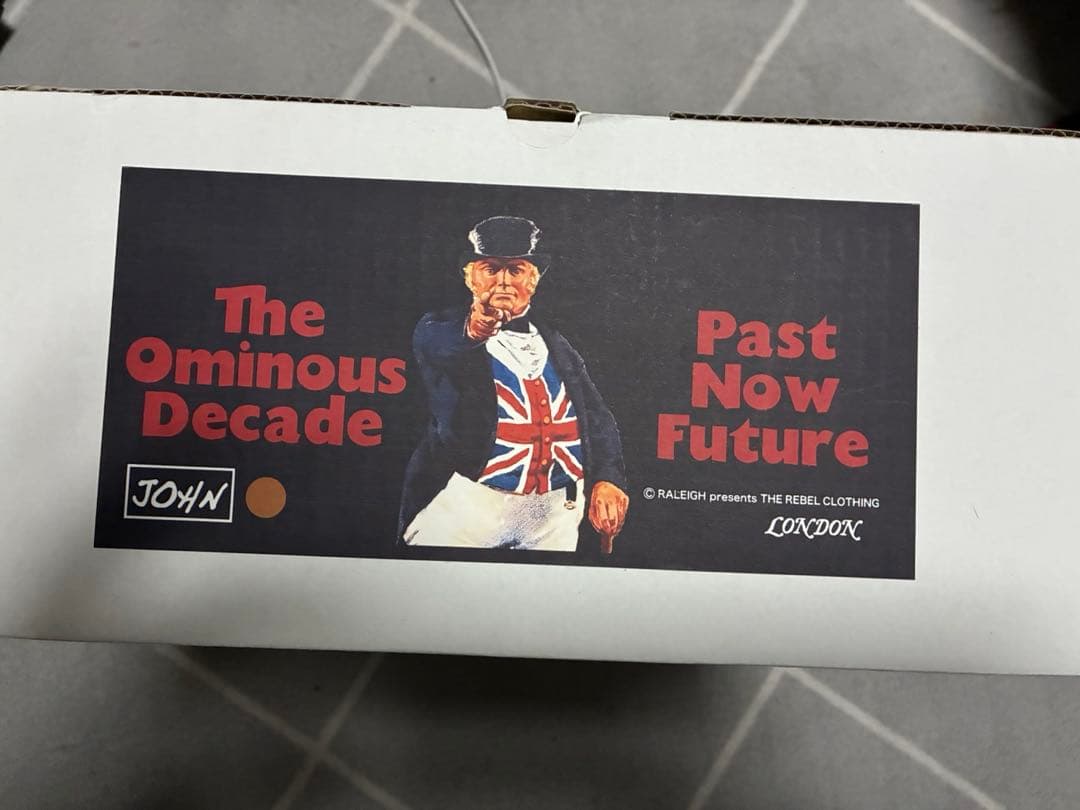 The
Ominous
Decade
JOHN
Past
Now
Future
© RALEIGH presents THE REBEL CLOTHING
LONDON